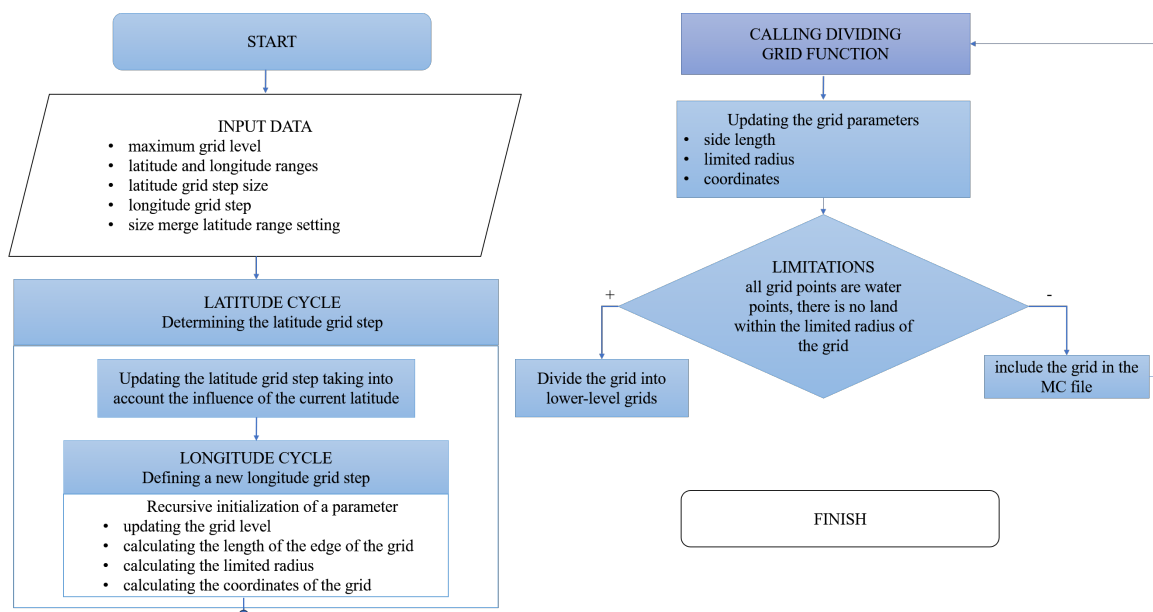 START
INPUT DATA
• maximum grid level
• latitude and longitude ranges
• latitude grid step size
• longitude grid step
• size merge latitude range setting
LATITUDE CYCLE
Determining the latitude grid step
Updating the latitude grid step taking into
account the influence of the current latitude
LONGITUDE CYCLE
Defining a new longitude grid step
Recursive initialization of a parameter
• updating the grid level
• calculating the length of the edge of the grid
• calculating the limited radius
• calculating the coordinates of the grid
CALLING DIVIDING
GRID FUNCTION
Updating the grid parameters
• side length
• limited radius
• coordinates
LIMITATIONS
all grid points are water
points, there is no land
within the limited radius of
the grid
+
-
Divide the grid into
lower-level grids
include the grid in the
MC file
FINISH